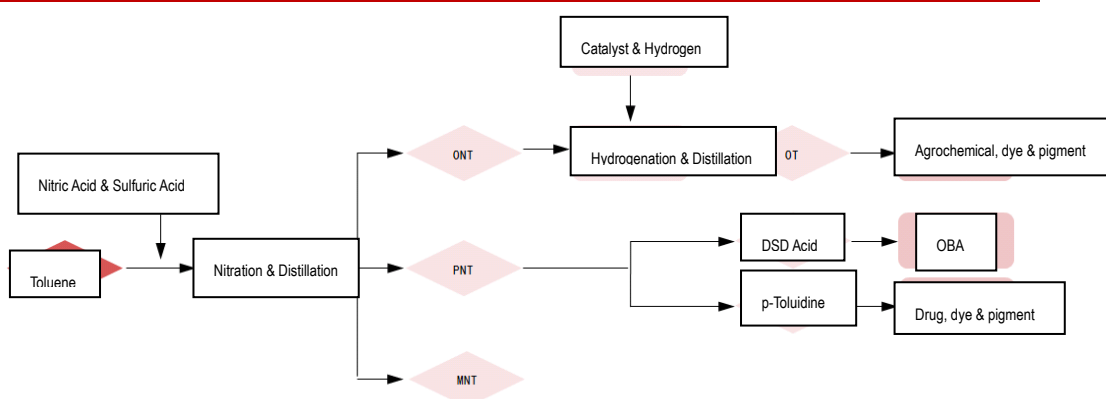 Catalyst & Hydrogen
ONT
Hydrogenation & Distillation
OT
Agrochemical, dye & pigment
Nitric Acid & Sulfuric Acid
Toluene
Nitration & Distillation
PNT
DSD Acid
OBA
p-Toluidine
Drug, dye & pigment
MNT